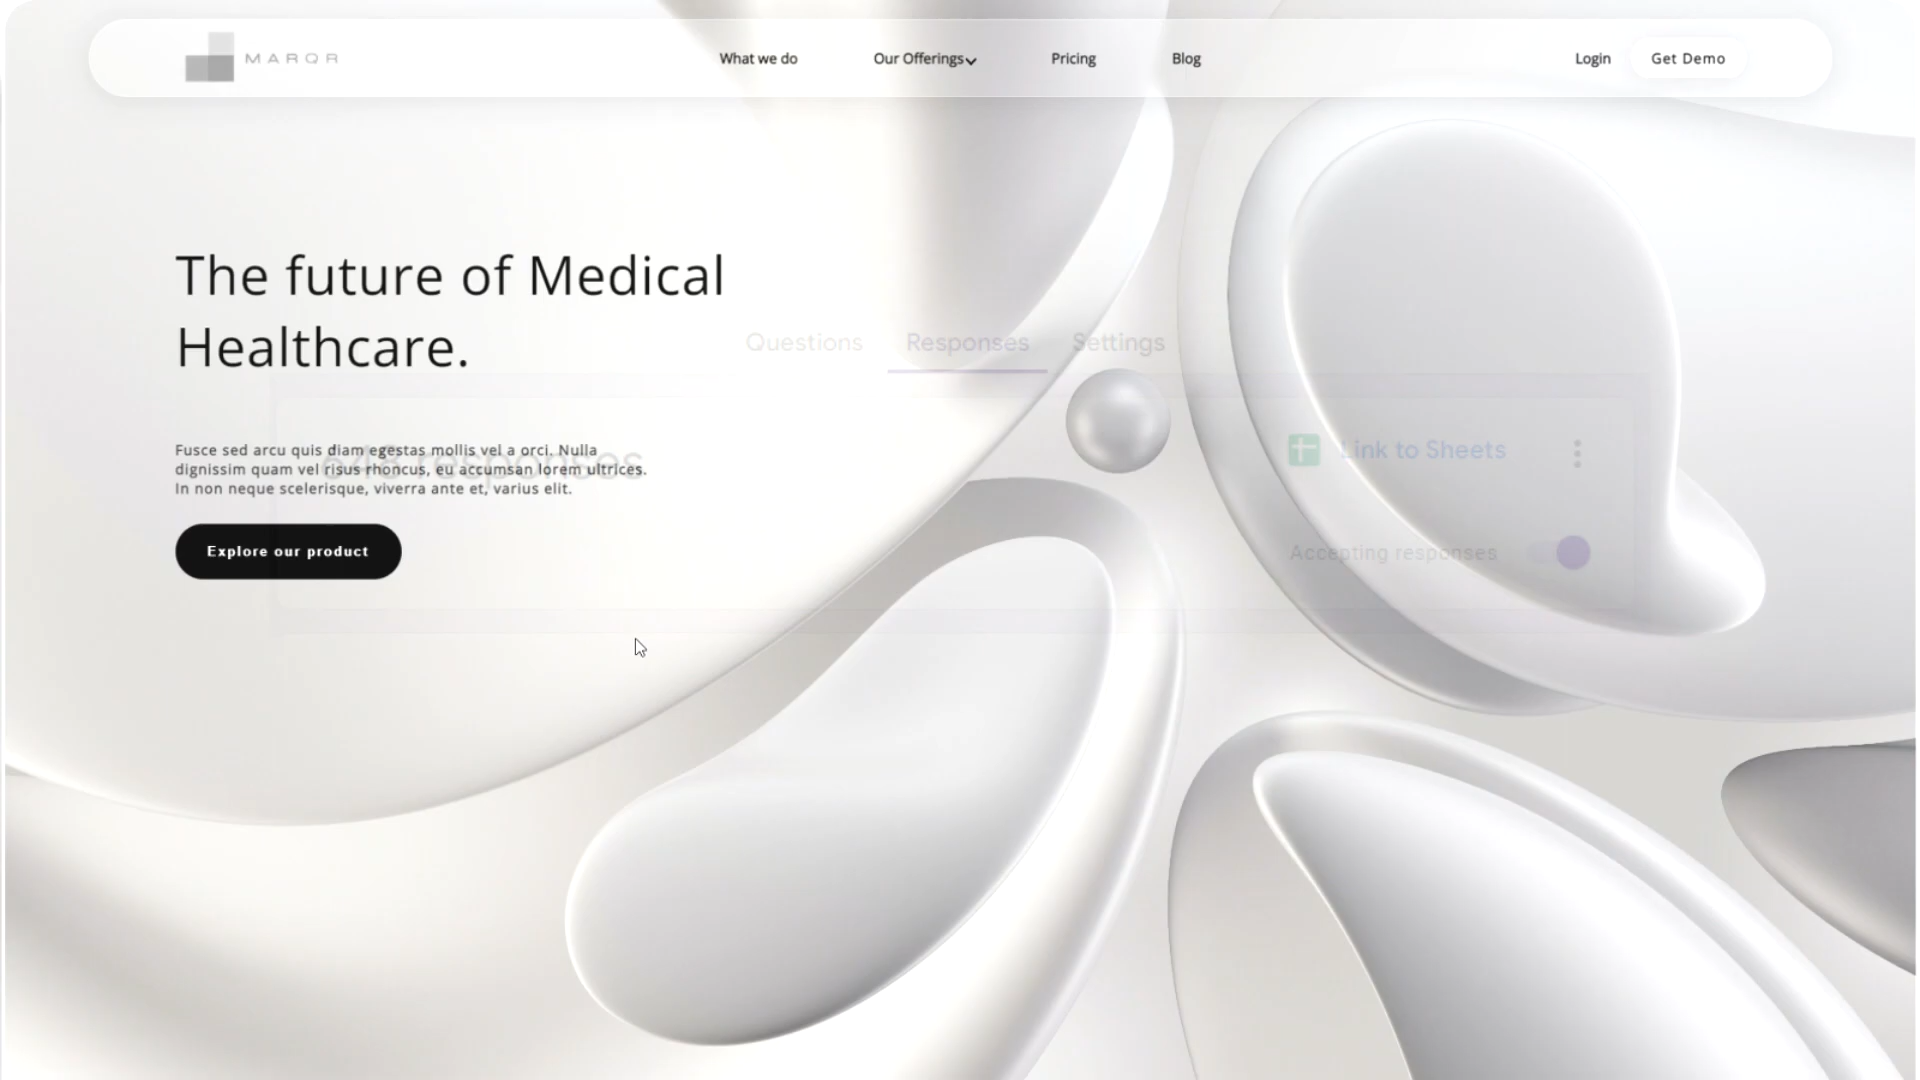 MARQR
What we do
Our Offerings
Pricing
Blog
Login
Get Demo
The future of Medical
Healthcare.
Questions
Responses
Settings
Fusce sed arcu quis diam egestas mollis vel a orci. Nulla
dignissim quam vel risus rhoncus, eu accumsan lorem ultrices.
In non neque scelerisque, viverra ante et, varius elit.
responses
Link to Sheets
Explore our product
Accepting responses